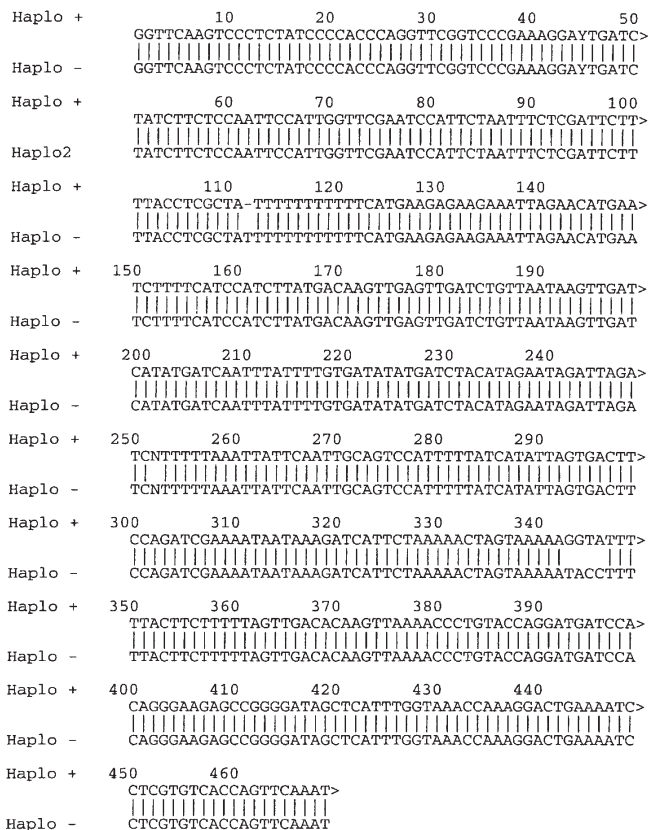 Haplo + 10 20 30 40 50
GGTTCAAGTCCCTCTATCCCCACCCAGGTTCGGTCCCGAAAGGAYTGATC>
Haplo - GGTTCAAGTCCCTCTATCCCCACCCAGGTTCGGTCCCGAAAGGAYTGATC
Haplo + 60 70 80 90 100
TATCTTCTCCAATTCCATTGGTTCGAATCCATTCTAATTTCTCGATTCTT>
Haplo2 TATCTTCTCCAATTCCATTGGTTCGAATCCATTCTAATTTCTCGATTCTT
Haplo + 110 120 130 140
TTACCTCGCTA-TTTTTTTTTTTCATGAAGAGAAGAAATTAGAACATGAA>
Haplo - TTACCTCGCTATTTTTTTTTTTTCATGAAGAGAAGAAATTAGAACATGAA
Haplo + 150 160 170 180 190
TCTTTTCATCCATCTTATGACAAGTTGAGTTGATCTGTTAATAAGTTGAT>
Haplo - TCTTTTCATCCATCTTATGACAAGTTGAGTTGATCTGTTAATAAGTTGAT
Haplo + 200 210 220 230 240
CATATGATCAATTTATTTTGTGATATATGATCTACATAGAATAGATTAGA>
Haplo - CATATGATCAATTTATTTTGTGATATATGATCTACATAGAATAGATTAGA
Haplo + 250 260 270 280 290
TCNTTTTTAAATTATTCAATTGCAGTCCATTTTTATCATATTAGTGACTT>
Haplo - TCNTTTTTAAATTATTCAATTGCAGTCCATTTTTATCATATTAGTGACTT
Haplo + 300 310 320 330 340
CCAGATCGAAAATAATAAAGATCATTCTAAAAACTAGTAAAAAAGGTATTT>
Haplo - CCAGATCGAAAATAATAAAGATCATTCTAAAAACTAGTAAAAAATACCTTT
Haplo + 350 360 370 380 390
TTACTTCTTTTTAGTTGACACAAGTTAAAACCCTGTACCAGGATGATCCA>
Haplo - TTACTTCTTTTTAGTTGACACAAGTTAAAACCCTGTACCAGGATGATCCA
Haplo + 400 410 420 430 440
CAGGGAAGAGCCGGGGATAGCTCATTTGGTAAACCAAAGGACTGAAAATC>
Haplo - CAGGGAAGAGCCGGGGATAGCTCATTTGGTAAACCAAAGGACTGAAAATC
Haplo + 450 460
CTCGTGTCACCAGTTCAAAT>
Haplo - CTCGTGTCACCAGTTCAAAT